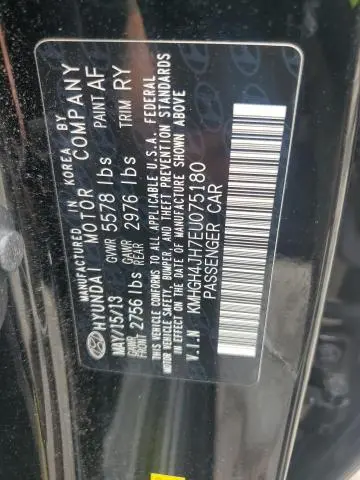 MANUFACTURED IN KOREA BY
HYUNDAI MOTOR COMPANY
MAY/15/13 GVWR 5578 lbs PAINT AF
GAWR FRONT 2756 lbs GAWR REAR 2976 lbs TRIM RY
THIS VEHICLE CONFORMS TO ALL APPLICABLE U.S.A. FEDERAL
MOTOR VEHICLE SAFETY, BUMPER, AND THEFT PREVENTION STANDARDS
IN EFFECT ON THE DATE OF MANUFACTURE SHOWN ABOVE
V.I.N KMHGH4JH7EU075180
PASSENGER CAR